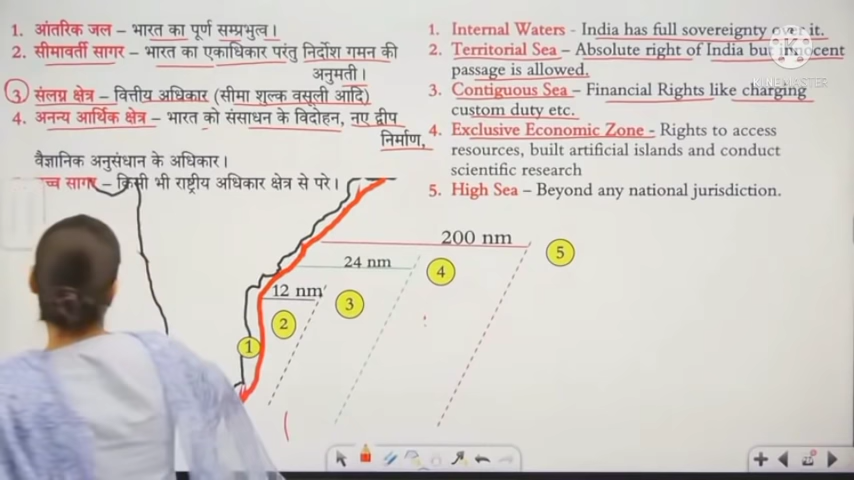 1. आंतरिक जल – भारत का पूर्ण सम्प्रभुत्व।
2. सीमावर्ती सागर – भारत का एकाधिकार परंतु निर्दोश गमन की
अनुमती।
3 संलग्न क्षेत्र – वित्तीय अधिकार (सीमा शुल्क वसूली आदि)
4. अनन्य आर्थिक क्षेत्र – भारत को संसाधन के विदोहन, नए द्वीप
निर्माण,
वैज्ञानिक अनुसंधान के अधिकार।
सागर – किसी भी राष्ट्रीय अधिकार क्षेत्र से परे।
1. Internal Waters - India has full sovereignty over it.
2. Territorial Sea – Absolute right of India but innocent
passage is allowed.
3. Contiguous Sea – Financial Rights like charging
custom duty etc.
4. Exclusive Economic Zone - Rights to access
resources, built artificial islands and conduct
scientific research
5. High Sea – Beyond any national jurisdiction.
KINEMASTER
200 nm
24 nm
12 nm
1
2
3
4
5